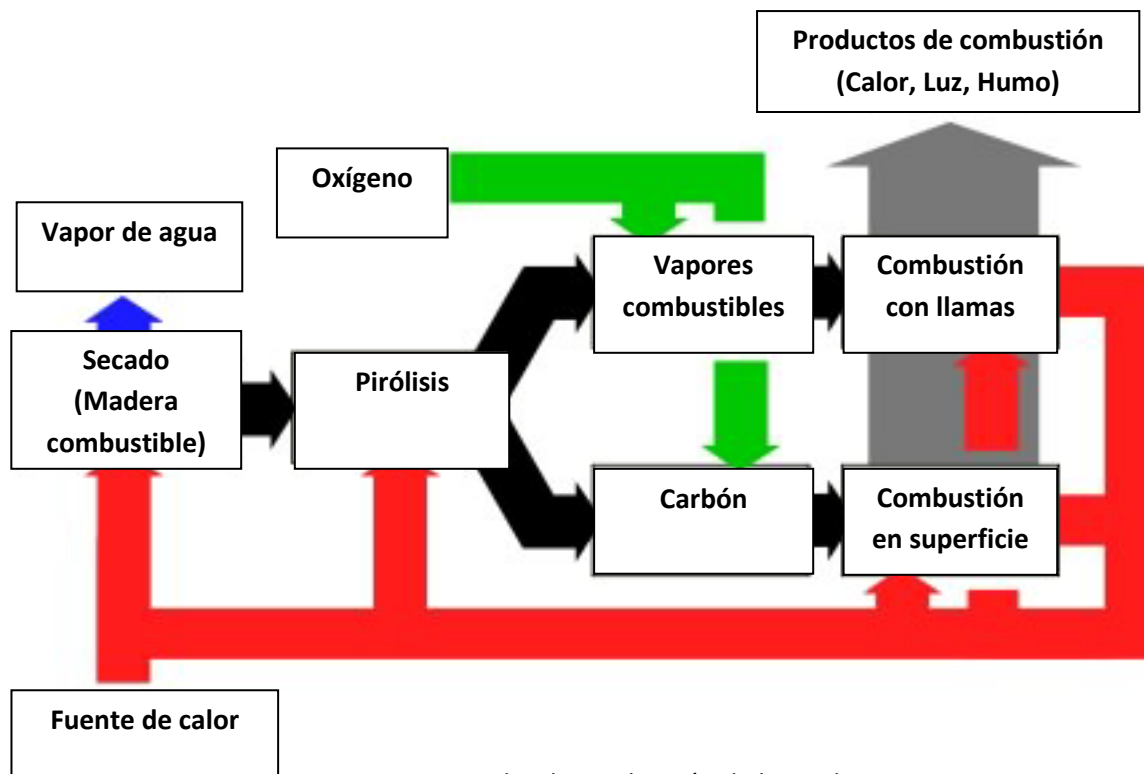 Productos de combustión
(Calor, Luz, Humo)
Oxígeno
Vapor de agua
Vapores
combustibles
Combustión
con llamas
Secado
(Madera
combustible)
Pirólisis
Carbón
Combustión
en superficie
Fuente de calor